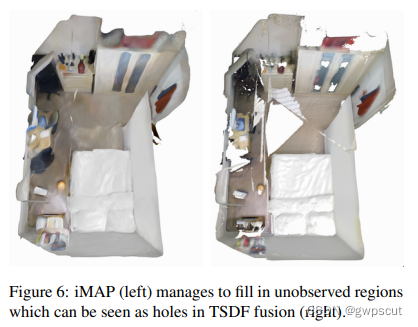 Figure 6: iMAP (left) manages to fill in unobserved regions
which can be seen as holes in TSDF fusion (right).
@gwpscut